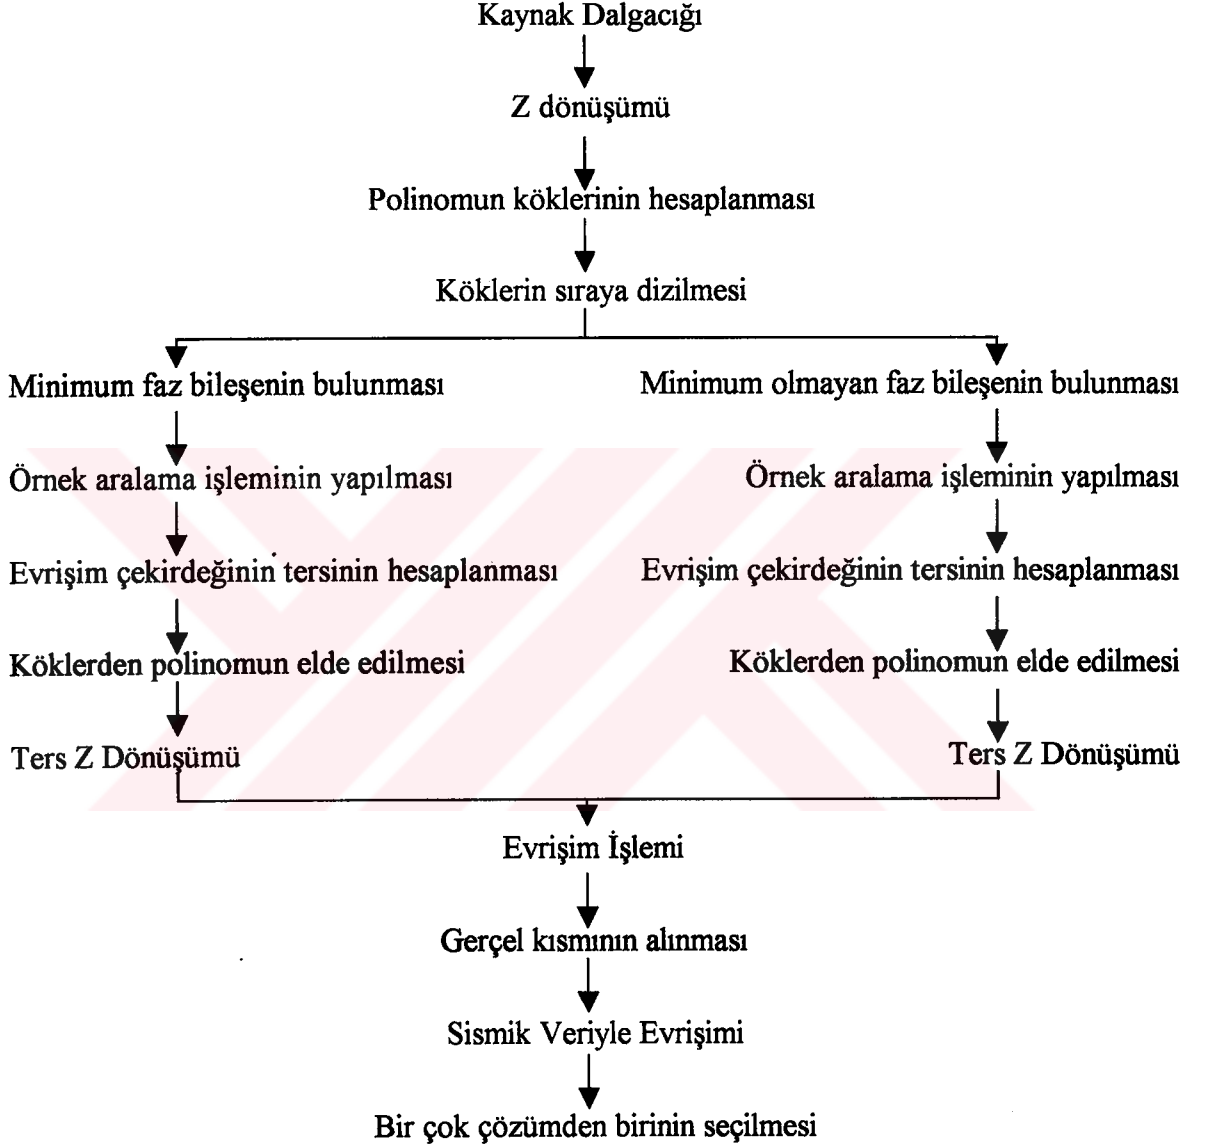 Kaynak Dalgacığı
Z dönüşümü
Polinomun köklerinin hesaplanması
Köklerin sıraya dizilmesi
Minimum faz bileşenin bulunması
Minimum olmayan faz bileşenin bulunması
Örnek aralama işleminin yapılması
Örnek aralama işleminin yapılması
Evrişim çekirdeğinin tersinin hesaplanması
Evrişim çekirdeğinin tersinin hesaplanması
Köklerden polinomun elde edilmesi
Köklerden polinomun elde edilmesi
Ters Z Dönüşümü
Ters Z Dönüşümü
Evrişim İşlemi
Gerçel kısmının alınması
Sismik Veriyle Evrişimi
Bir çok çözümden birinin seçilmesi